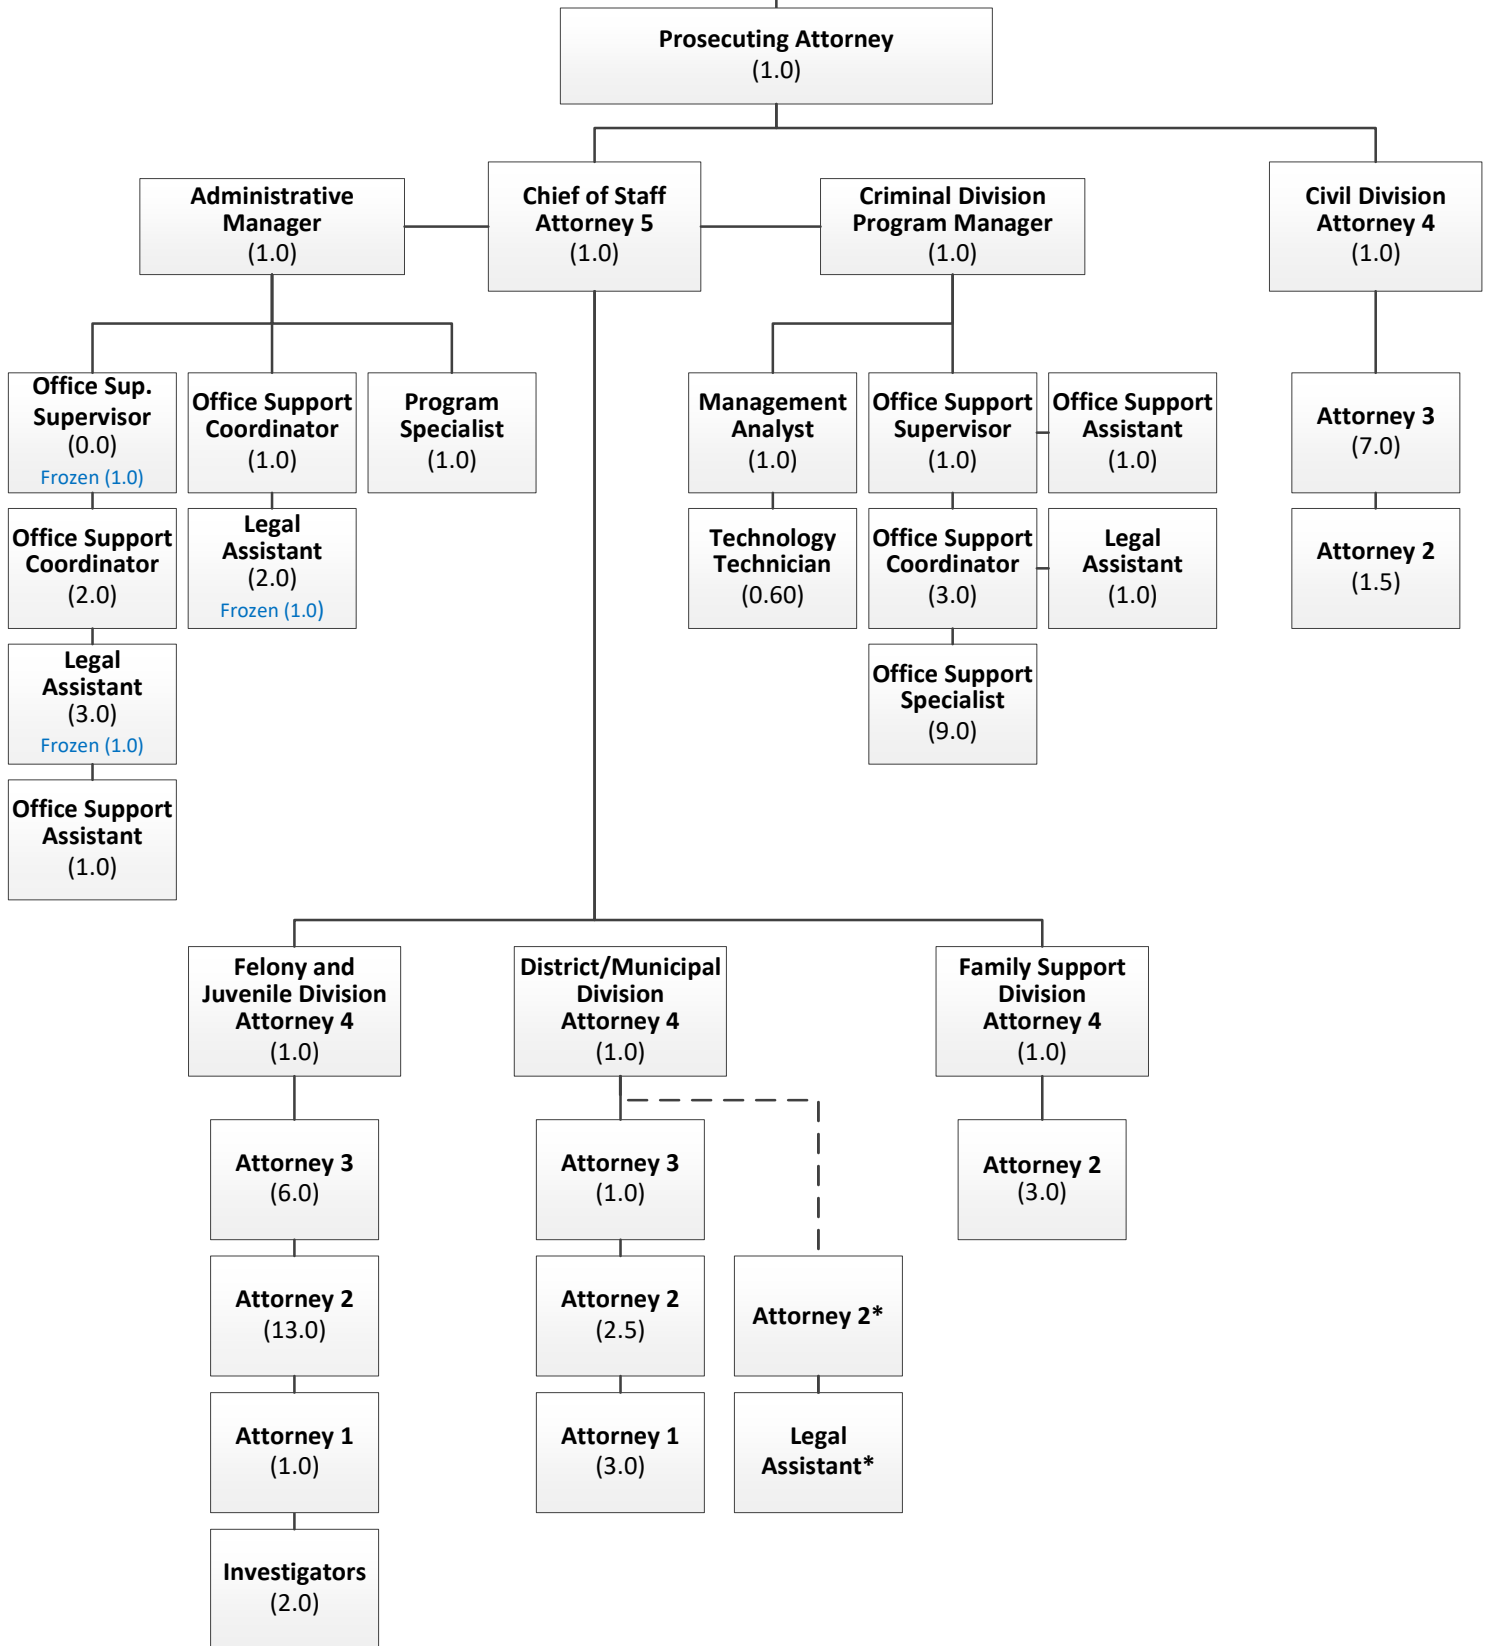 Prosecuting Attorney
(1.0)
Administrative
Manager
(1.0)
Chief of Staff
Attorney 5
(1.0)
Criminal Division
Program Manager
(1.0)
Civil Division
Attorney 4
(1.0)
Office Sup.
Supervisor
(0.0)
Frozen (1.0)
Office Support
Coordinator
(1.0)
Program
Specialist
(1.0)
Management
Analyst
(1.0)
Office Support
Supervisor
(1.0)
Office Support
Assistant
(1.0)
Attorney 3
(7.0)
Office Support
Coordinator
(2.0)
Legal
Assistant
(2.0)
Frozen (1.0)
Technology
Technician
(0.60)
Office Support
Coordinator
(3.0)
Legal
Assistant
(1.0)
Attorney 2
(1.5)
Legal
Assistant
(3.0)
Frozen (1.0)
Office Support
Specialist
(9.0)
Office Support
Assistant
(1.0)
Felony and
Juvenile Division
Attorney 4
(1.0)
District/Municipal
Division
Attorney 4
(1.0)
Family Support
Division
Attorney 4
(1.0)
Attorney 3
(6.0)
Attorney 3
(1.0)
Attorney 2
(3.0)
Attorney 2
(13.0)
Attorney 2
(2.5)
Attorney 2*
Attorney 1
(1.0)
Attorney 1
(3.0)
Legal
Assistant*
Investigators
(2.0)